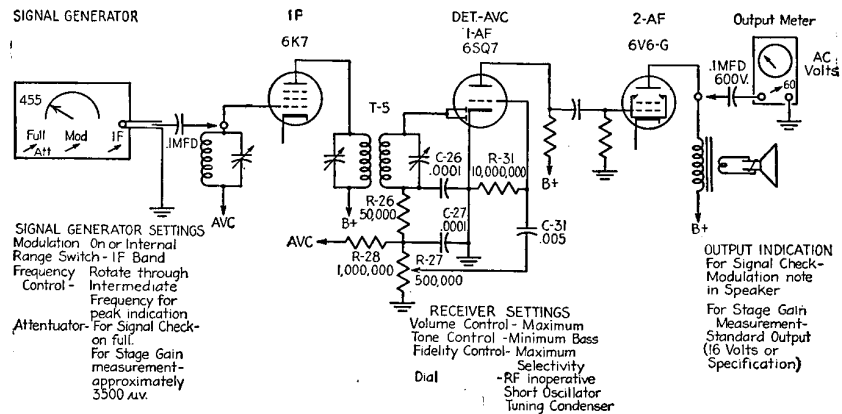 SIGNAL GENERATOR
1F
6K7
DET.-AVC
1-AF
6SQ7
2-AF
6V6-G
Output Meter
455
Full
Att
Mod
IF
.1MFD
T-5
.1MFD
600V.
60
AC
Volts
C-26
.0001
R-31
10,000,000
B+
R-26
50,000
C-27
.0001
C-31
.005
AVC
B+
AVC
R-28
1,000,000
R-27
500,000
B+
SIGNAL GENERATOR SETTINGS
Modulation On or Internal
Range Switch - IF Band
Frequency Rotate through
Control - Intermediate
Frequency for
peak indication
Attentuator - For Signal Check-
on full.
For Stage Gain
measurement-
approximately
3500 μv.
RECEIVER SETTINGS
Volume Control - Maximum
Tone Control - Minimum Bass
Fidelity Control - Maximum
Selectivity
Dial - RF inoperative
Short Oscillator
Tuning Condenser
OUTPUT INDICATION
For Signal Check-
Modulation note
in Speaker
For Stage Gain
Measurement-
Standard Output
(16 Volts or
Specification)